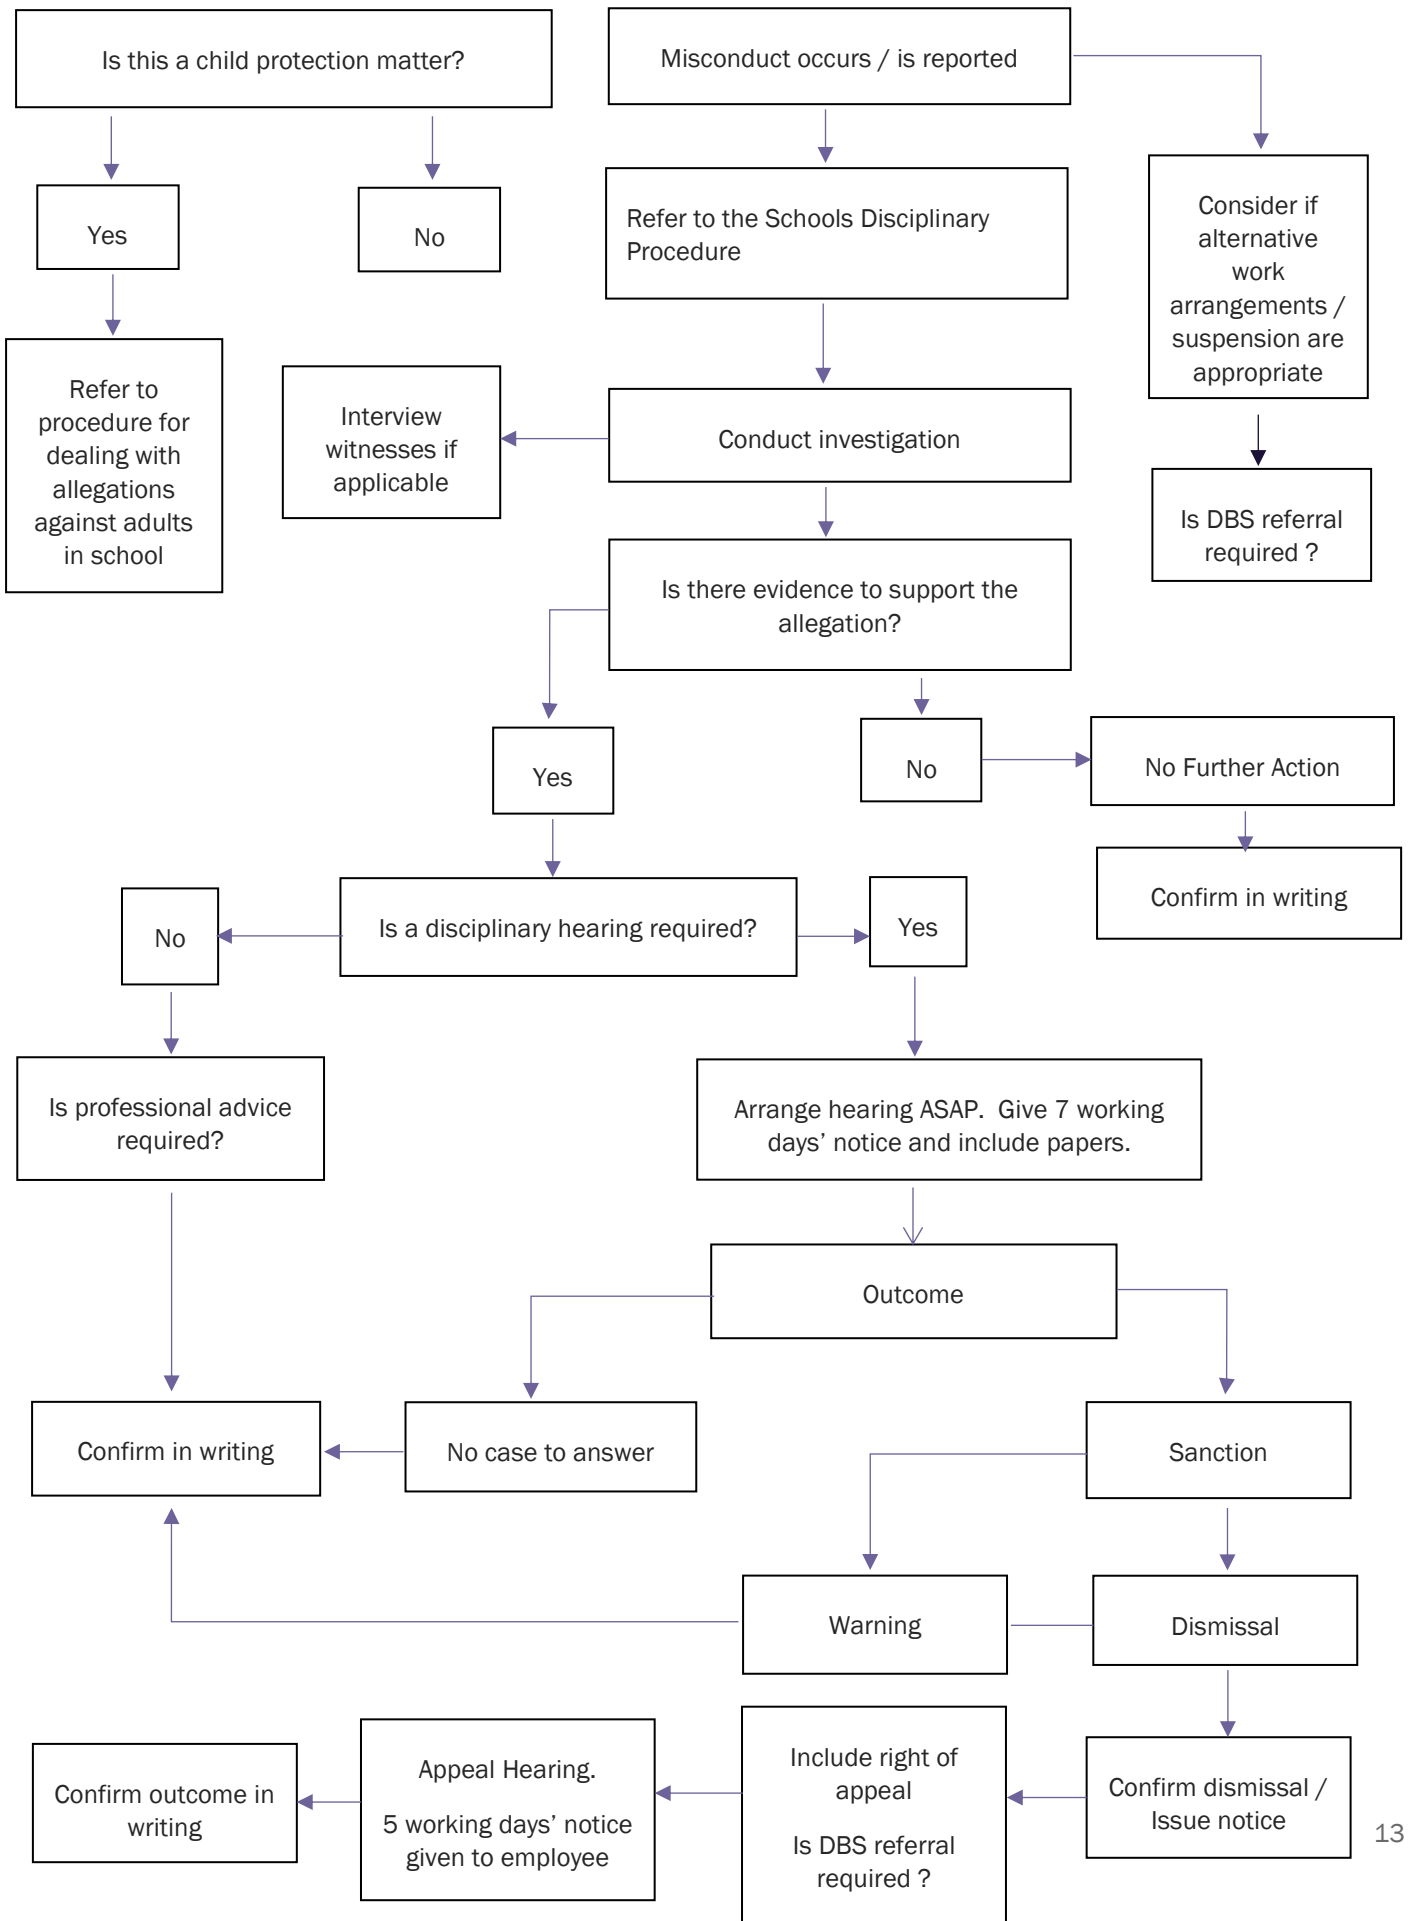 Is this a child protection matter?
Misconduct occurs / is reported
Yes
No
Refer to the Schools Disciplinary
Procedure
Consider if
alternative
work
arrangements /
suspension are
appropriate
Refer to
procedure for
dealing with
allegations
against adults
in school
Interview
witnesses if
applicable
Conduct investigation
Is DBS referral
required ?
Is there evidence to support the
allegation?
Yes
No
No Further Action
Confirm in writing
No
Is a disciplinary hearing required?
Yes
Is professional advice
required?
Arrange hearing ASAP.  Give 7 working
days’ notice and include papers.
Outcome
Confirm in writing
No case to answer
Sanction
Warning
Dismissal
Confirm outcome in
writing
Appeal Hearing.
5 working days’ notice
given to employee
Include right of
appeal
Is DBS referral
required ?
Confirm dismissal /
Issue notice
13